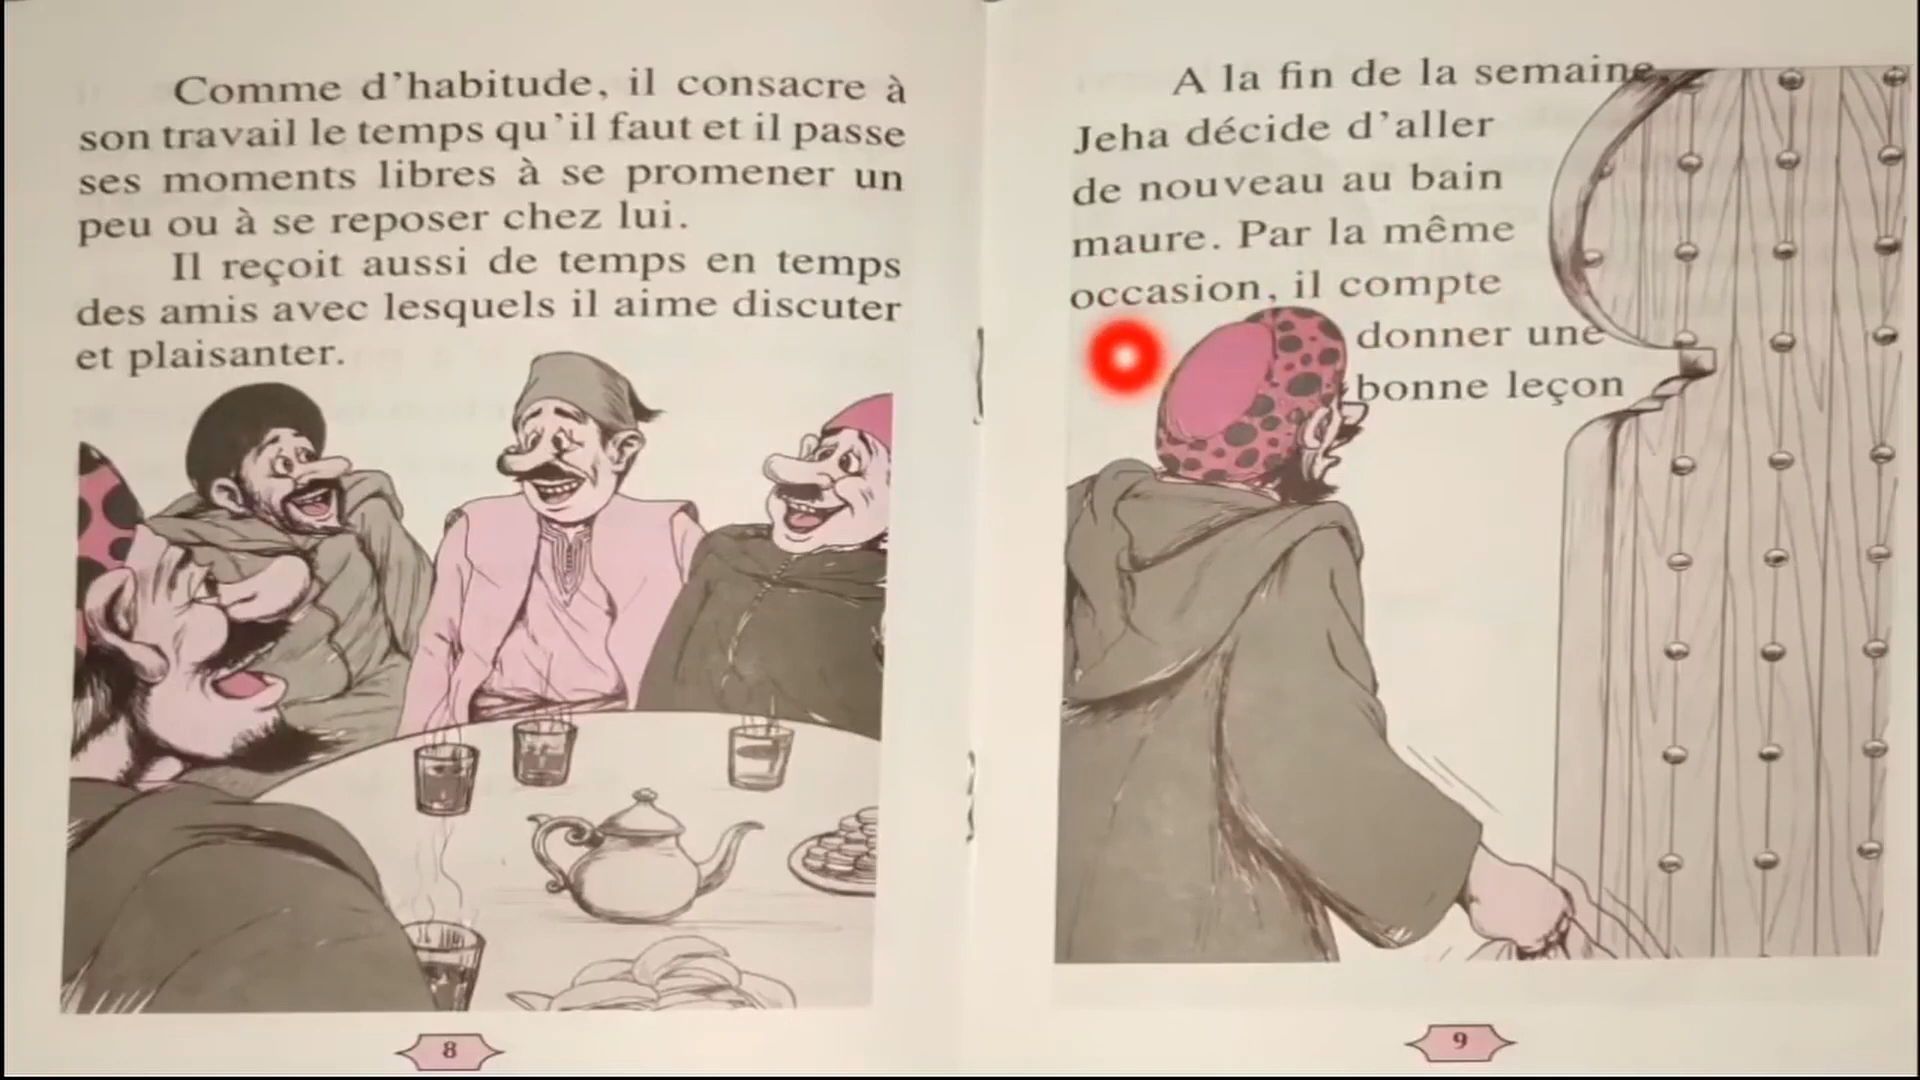 Comme d'habitude, il consacre à
son travail le temps qu'il faut et il passe
ses moments libres à se promener un
peu ou à se reposer chez lui.
Il reçoit aussi de temps en temps
des amis avec lesquels il aime discuter
et plaisanter.
8
A la fin de la semaine,
Jeha décide d'aller
de nouveau au bain
maure. Par la même
occasion, il compte
donner une
bonne leçon
9